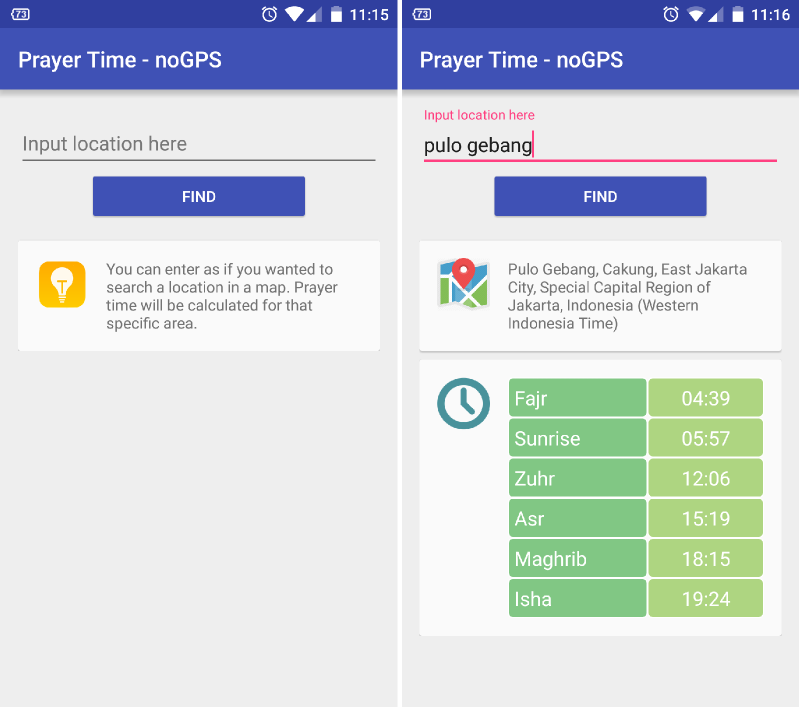 73
11:15
Prayer Time - noGPS
Input location here
FIND
You can enter as if you wanted to
search a location in a map. Prayer
time will be calculated for that
specific area.
73
11:16
Prayer Time - noGPS
Input location here
pulo gebang
FIND
Pulo Gebang, Cakung, East Jakarta
City, Special Capital Region of
Jakarta, Indonesia (Western
Indonesia Time)
Fajr 04:39
Sunrise 05:57
Zuhr 12:06
Asr 15:19
Maghrib 18:15
Isha 19:24